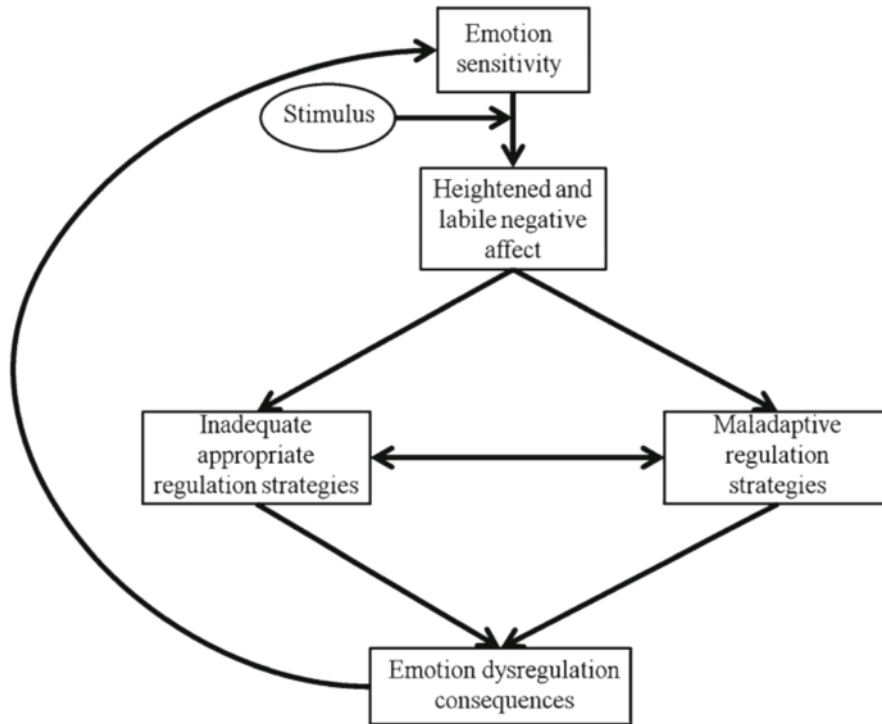 Emotion
sensitivity
Stimulus
Heightened and
labile negative
affect
Inadequate
appropriate
regulation strategies
Maladaptive
regulation
strategies
Emotion dysregulation
consequences